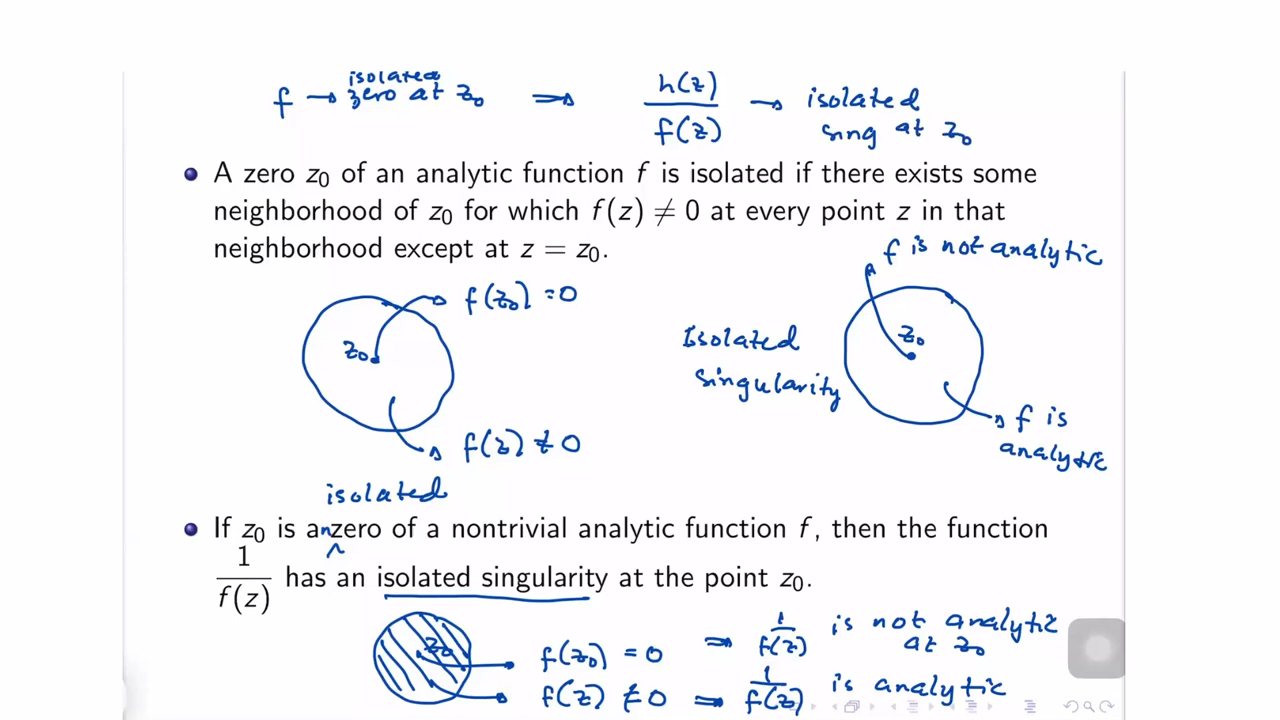 isolated
f → zero at z₀ ⟹ h(z)/f(z) → isolated
sing at z₀
• A zero z₀ of an analytic function f is isolated if there exists some
neighborhood of z₀ for which f(z) ≠ 0 at every point z in that
neighborhood except at z = z₀.
f is not analytic
f(z₀) = 0
z₀
z₀
Isolated
singularity
f is
analytic
f(z) ≠ 0
isolated
• If z₀ is an zero of a nontrivial analytic function f, then the function
1/f(z) has an isolated singularity at the point z₀.
z₀
f(z₀) = 0 ⟹ 1/f(z) is not analytic
at z₀
f(z) ≠ 0 ⟹ 1/f(z) is analytic